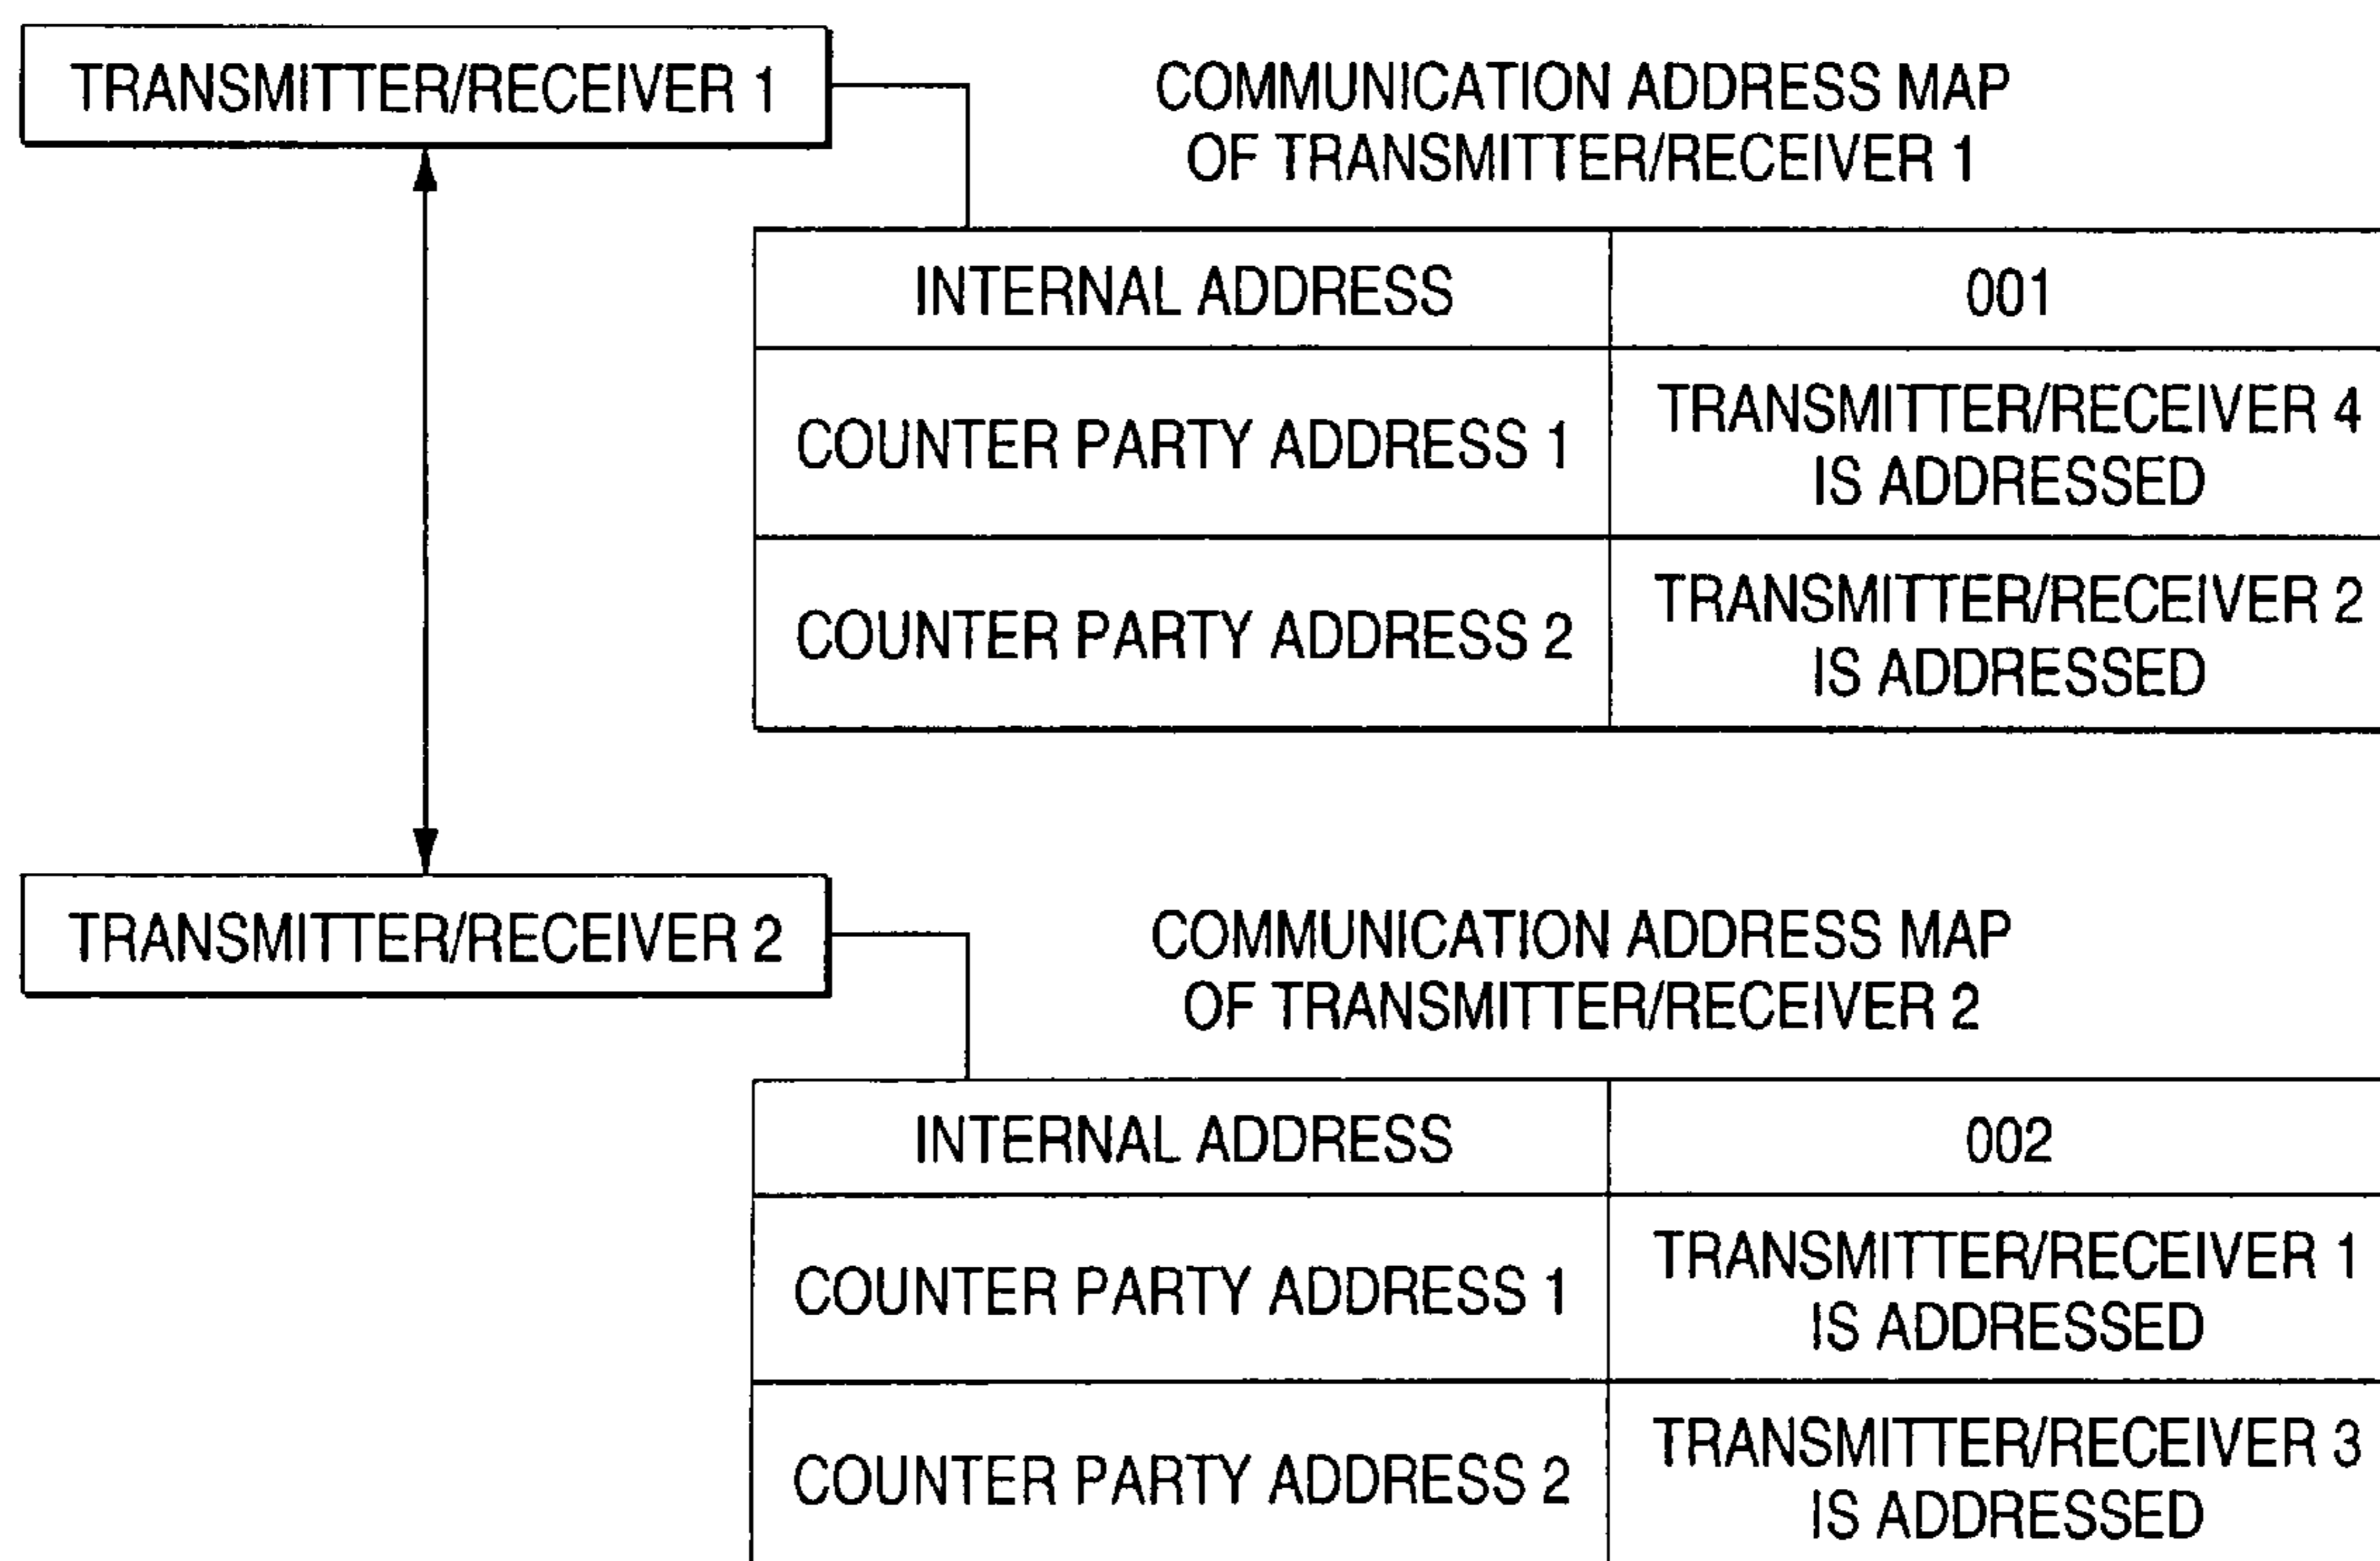 TRANSMITTER/RECEIVER 1
COMMUNICATION ADDRESS MAP
OF TRANSMITTER/RECEIVER 1
INTERNAL ADDRESS
001
COUNTER PARTY ADDRESS 1
TRANSMITTER/RECEIVER 4
IS ADDRESSED
COUNTER PARTY ADDRESS 2
TRANSMITTER/RECEIVER 2
IS ADDRESSED
TRANSMITTER/RECEIVER 2
COMMUNICATION ADDRESS MAP
OF TRANSMITTER/RECEIVER 2
INTERNAL ADDRESS
002
COUNTER PARTY ADDRESS 1
TRANSMITTER/RECEIVER 1
IS ADDRESSED
COUNTER PARTY ADDRESS 2
TRANSMITTER/RECEIVER 3
IS ADDRESSED